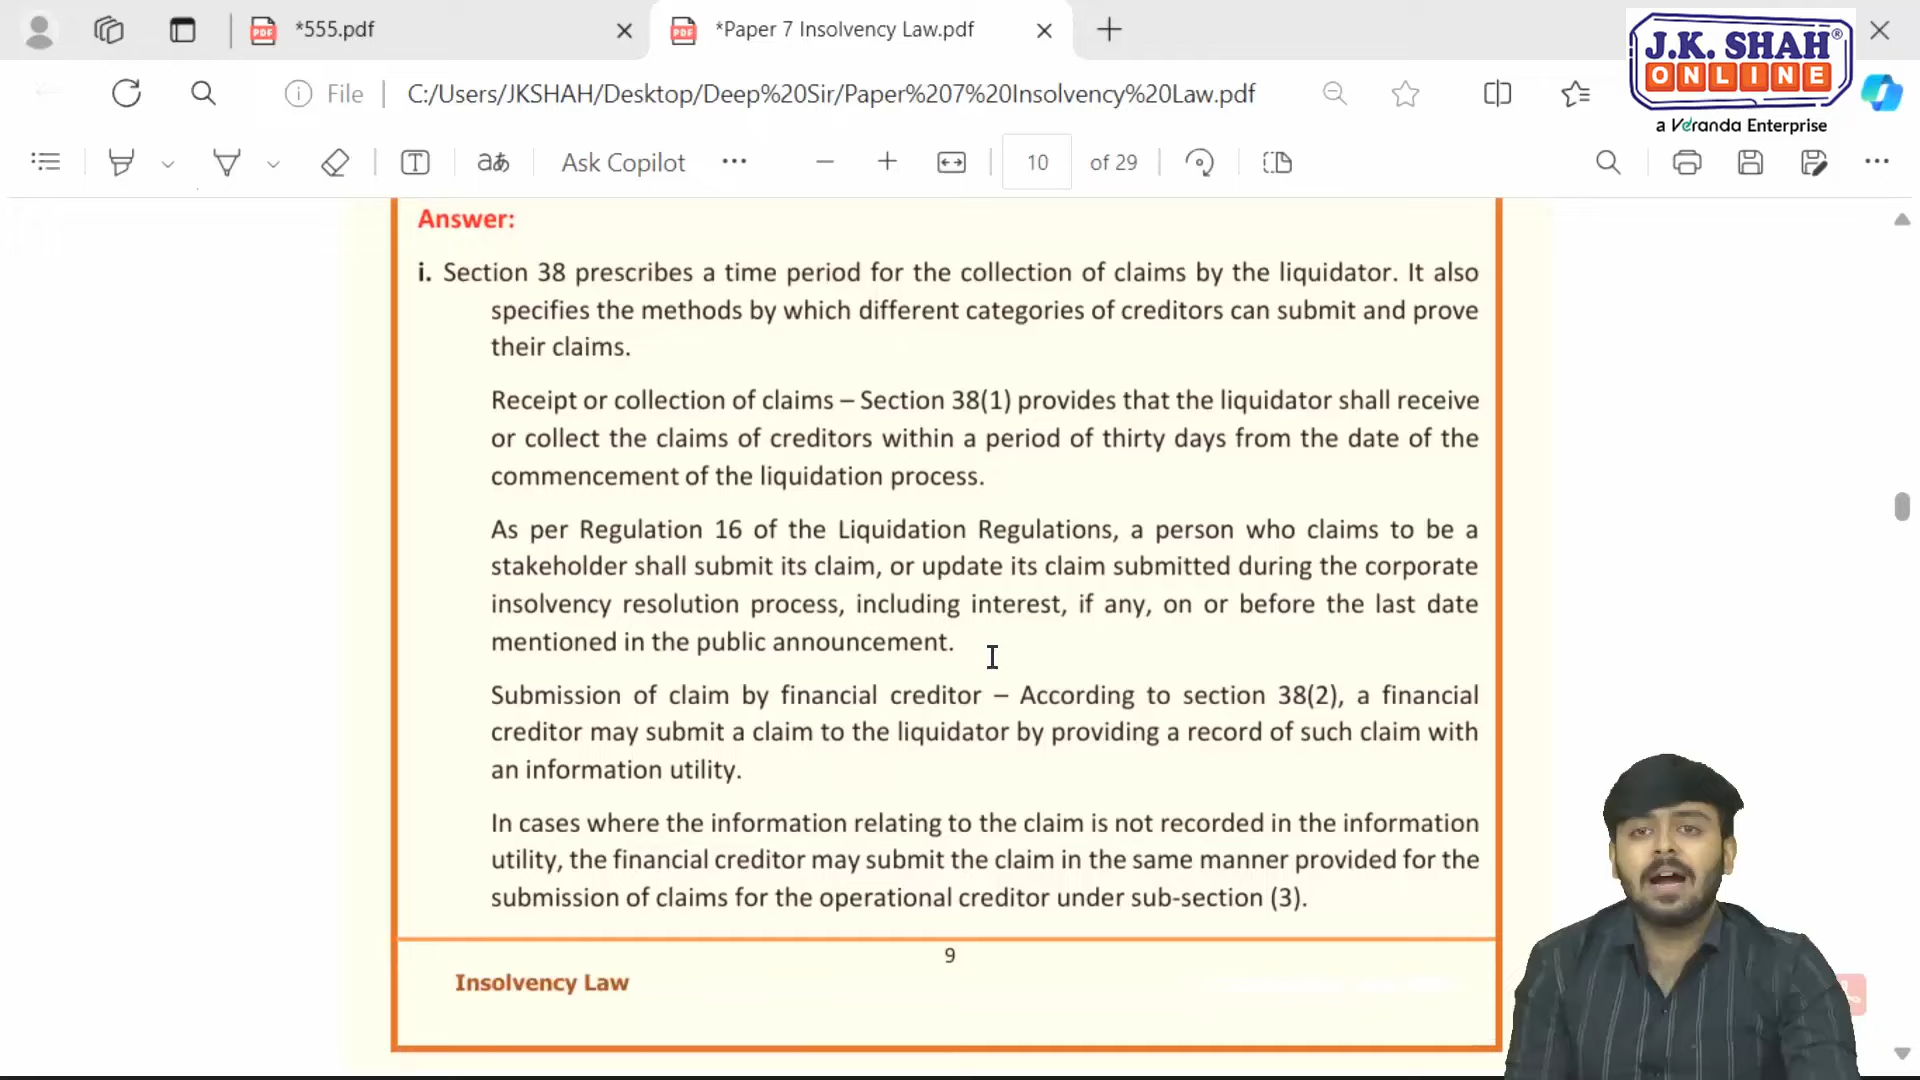 *555.pdf
*Paper 7 Insolvency Law.pdf
J.K. SHAH®
ONLINE
a Veranda Enterprise
File
C:/Users/JKSHAH/Desktop/Deep%20Sir/Paper%207%20Insolvency%20Law.pdf
Ask Copilot
10 of 29
Answer:
i. Section 38 prescribes a time period for the collection of claims by the liquidator. It also
specifies the methods by which different categories of creditors can submit and prove
their claims.
Receipt or collection of claims – Section 38(1) provides that the liquidator shall receive
or collect the claims of creditors within a period of thirty days from the date of the
commencement of the liquidation process.
As per Regulation 16 of the Liquidation Regulations, a person who claims to be a
stakeholder shall submit its claim, or update its claim submitted during the corporate
insolvency resolution process, including interest, if any, on or before the last date
mentioned in the public announcement.
Submission of claim by financial creditor – According to section 38(2), a financial
creditor may submit a claim to the liquidator by providing a record of such claim with
an information utility.
In cases where the information relating to the claim is not recorded in the information
utility, the financial creditor may submit the claim in the same manner provided for the
submission of claims for the operational creditor under sub-section (3).
9
Insolvency Law